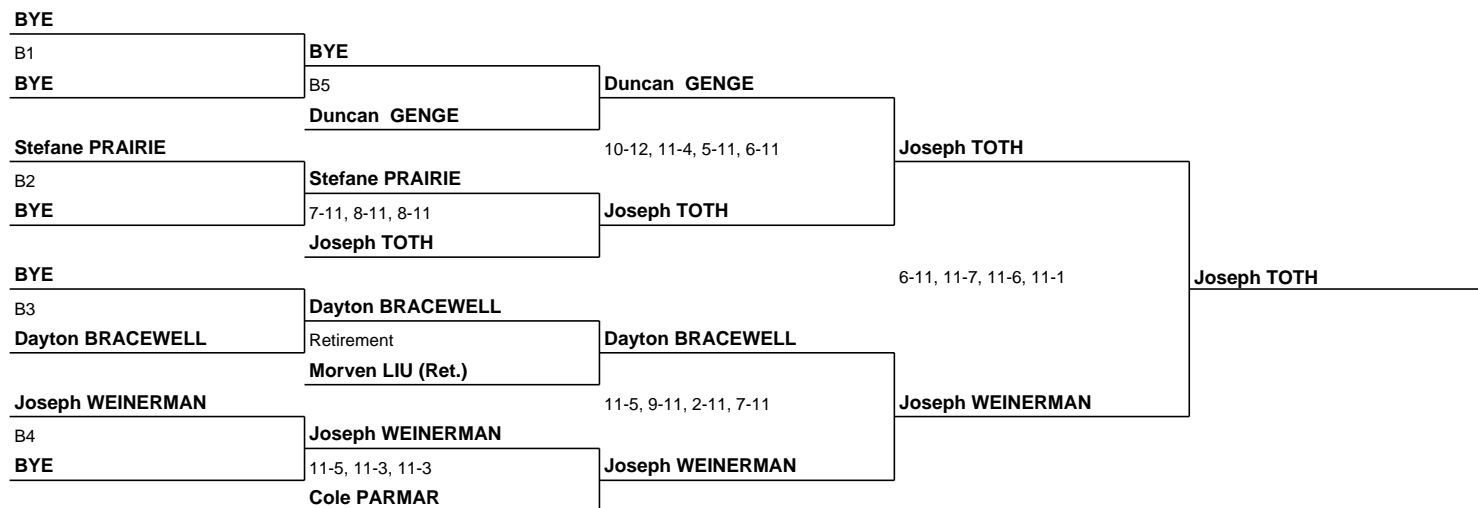 BYE
B1
BYE
BYE
B5
Duncan GENGE
Duncan GENGE
Stefane PRAIRIE
B2
BYE
Stefane PRAIRIE
7-11, 8-11, 8-11
Joseph TOTH
10-12, 11-4, 5-11, 6-11
Joseph TOTH
Joseph TOTH
BYE
B3
Dayton BRACEWELL
Dayton BRACEWELL
Retirement
Morven LIU (Ret.)
6-11, 11-7, 11-6, 11-1
Joseph TOTH
Dayton BRACEWELL
Joseph WEINERMAN
B4
BYE
Joseph WEINERMAN
11-5, 11-3, 11-3
Cole PARMAR
11-5, 9-11, 2-11, 7-11
Joseph WEINERMAN
Joseph WEINERMAN